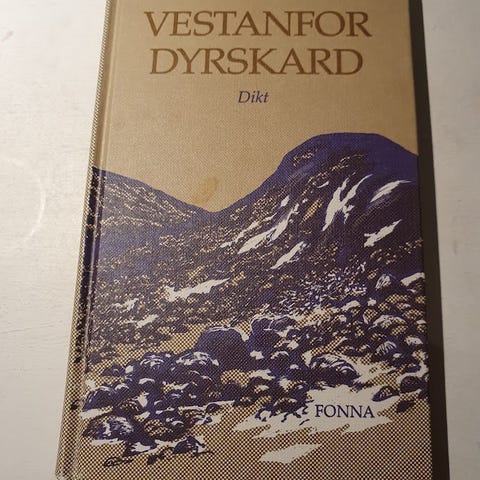 VESTANFOR
DYRSKARD
Dikt
FONNA